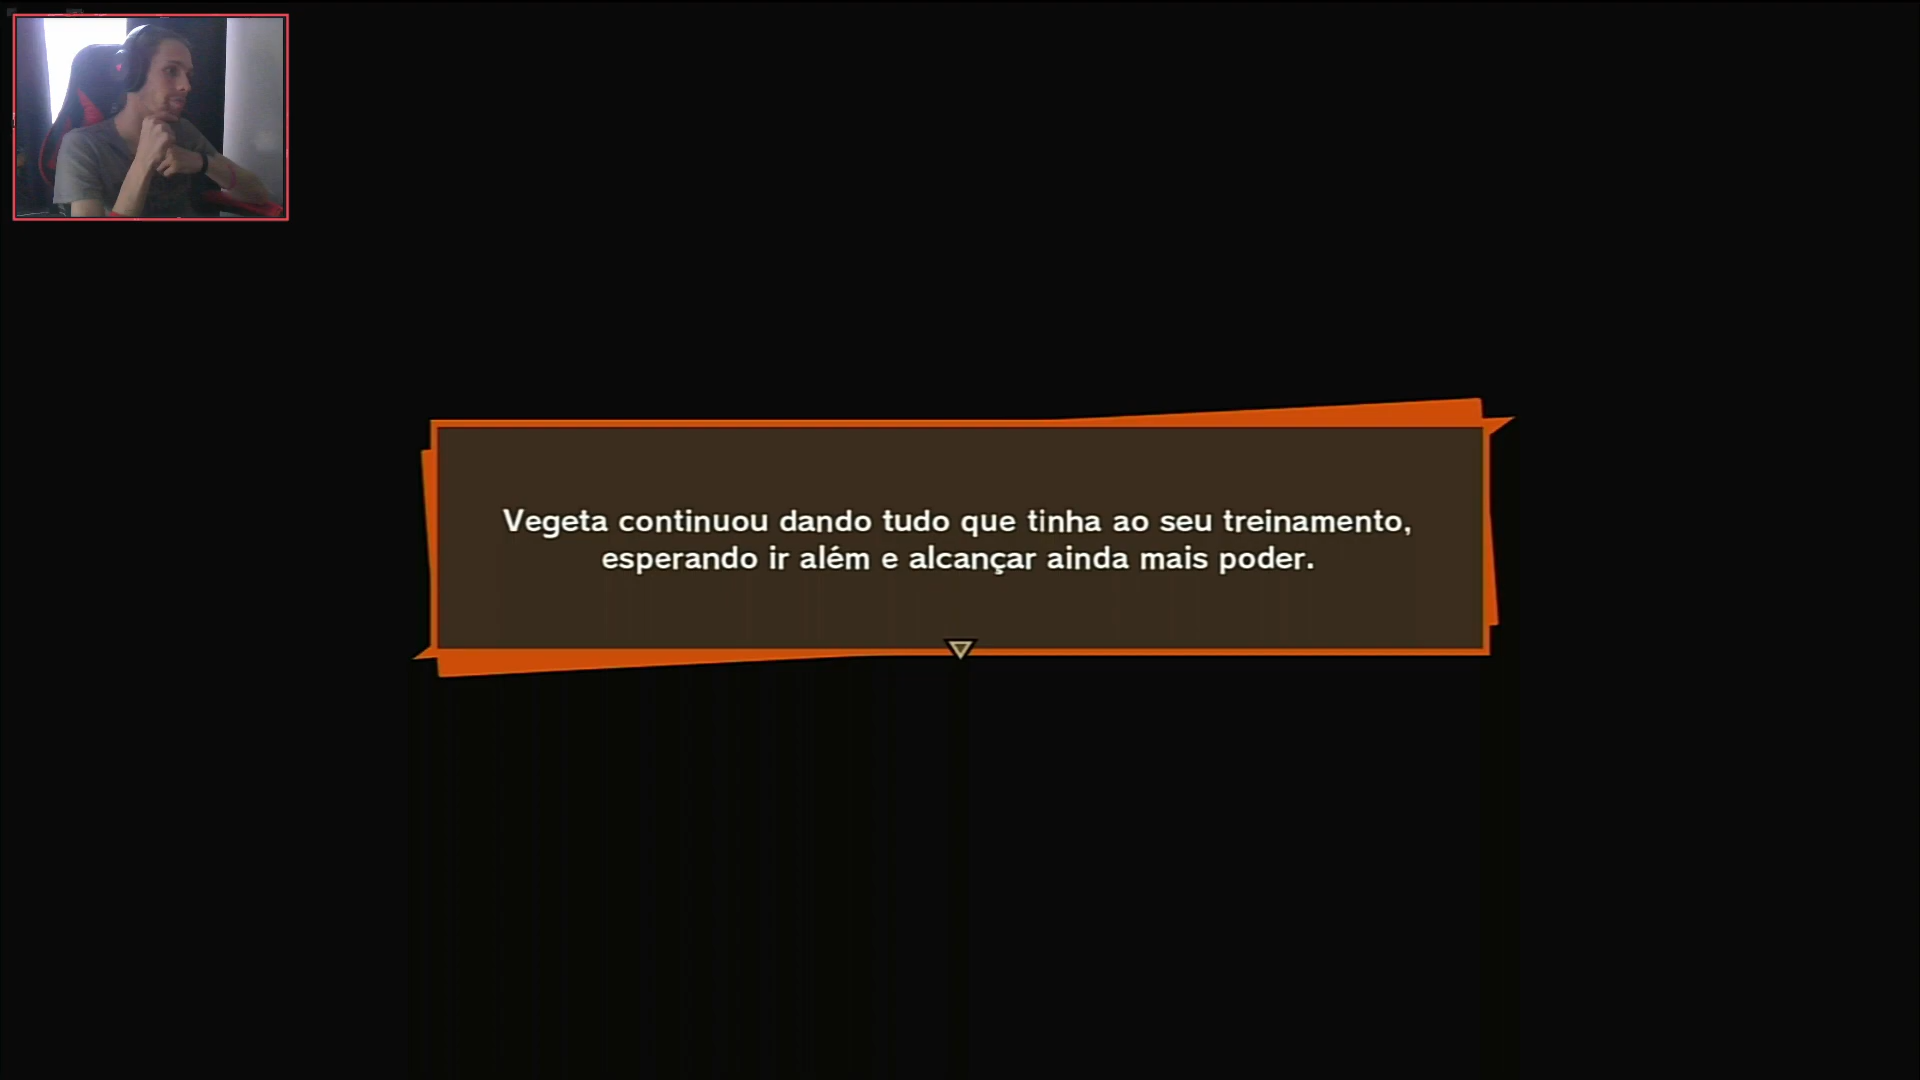 Vegeta continuou dando tudo que tinha ao seu treinamento,
esperando ir além e alcançar ainda mais poder.